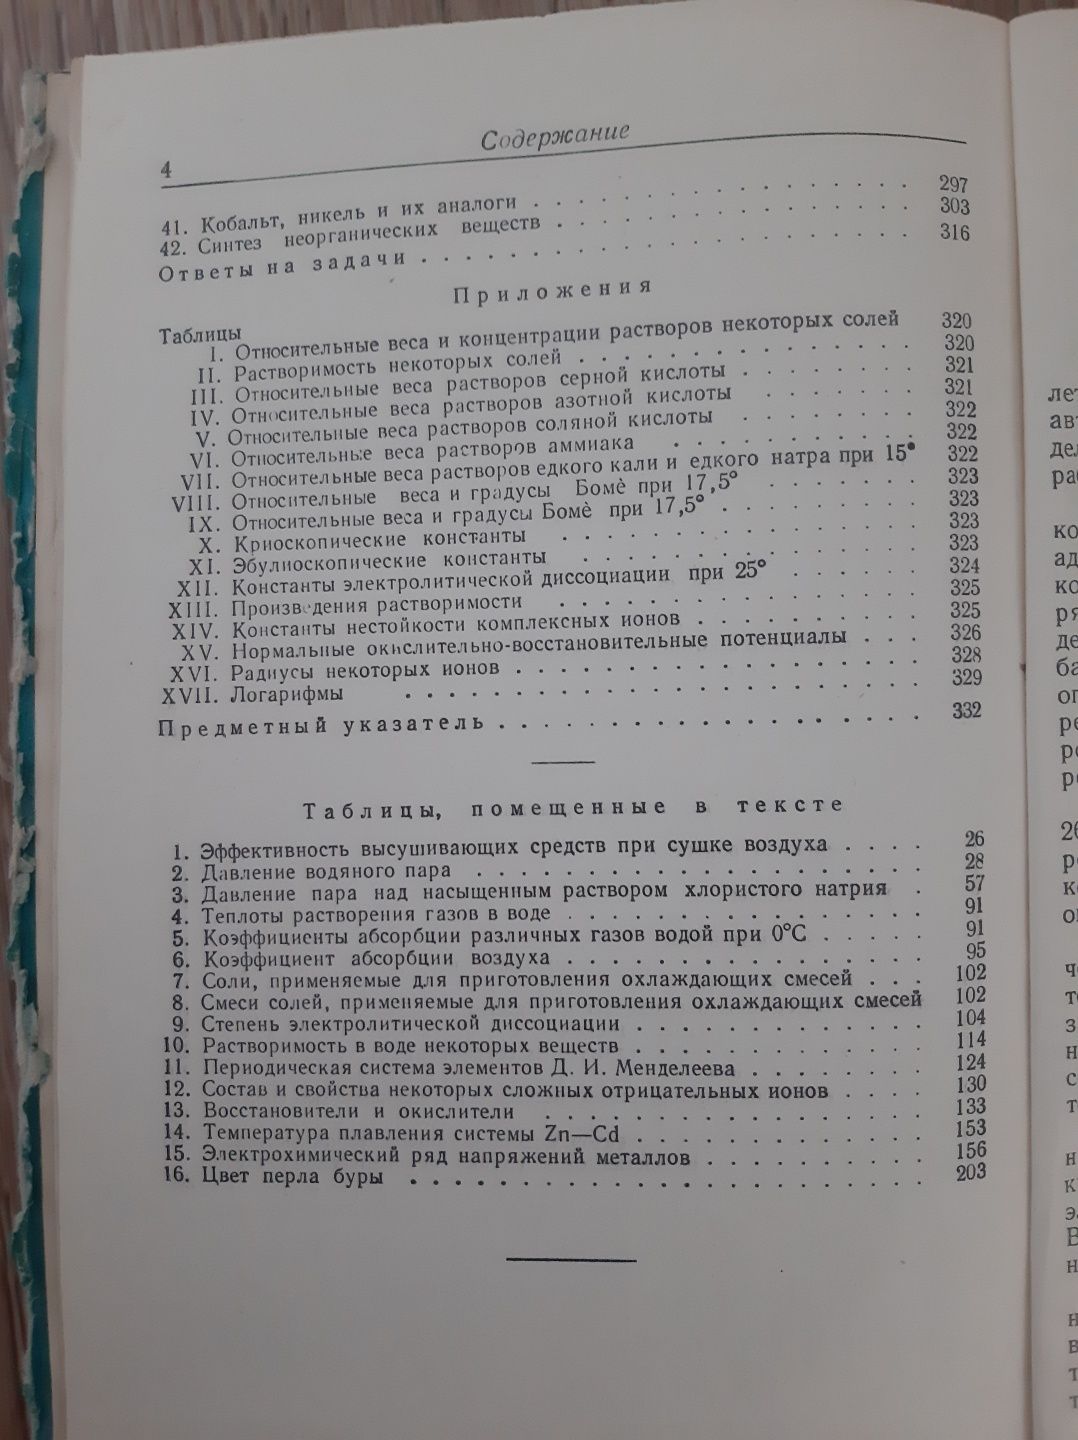 4
Содержание
41. Кобальт, никель и их аналоги . . . . . . . . . . . . . . . 297
42. Синтез неорганических веществ . . . . . . . . . . . . . . 303
Ответы на задачи . . . . . . . . . . . . . . . . . . 316
Приложения
Таблицы
I. Относительные веса и концентрации растворов некоторых солей 320
II. Растворимость некоторых солей . . . . . . . . . . . . . 320
III. Относительные веса растворов серной кислоты . . . . . . . 321
IV. Относительные веса растворов азотной кислоты . . . . . . 321
V. Относительные веса растворов соляной кислоты . . . . . . 322
VI. Относительные веса растворов аммиака . . . . . . . . . 322
VII. Относительные веса растворов едкого кали и едкого натра при 15° 322
VIII. Относительные веса и градусы Бомѐ при 17,5° . . . . . . 323
IX. Относительные веса и градусы Бомѐ при 17,5° . . . . . . . 323
X. Криоскопические константы . . . . . . . . . . . . . 323
XI. Эбулиоскопические константы . . . . . . . . . . . . 323
XII. Константы электролитической диссоциации при 25° . . . . . 324
XIII. Произведения растворимости . . . . . . . . . . . . . 325
XIV. Константы нестойкости комплексных ионов . . . . . . . . 325
XV. Нормальные окислительно-восстановительные потенциалы . . . 326
XVI. Радиусы некоторых ионов . . . . . . . . . . . . . . . 328
XVII. Логарифмы . . . . . . . . . . . . . . . . . . 329
Предметный указатель . . . . . . . . . . . . . . . . . 332
Таблицы, помещенные в тексте
1. Эффективность высушивающих средств при сушке воздуха . . . . 26
2. Давление водяного пара . . . . . . . . . . . . . . . . 28
3. Давление пара над насыщенным раствором хлористого натрия . 57
4. Теплоты растворения газов в воде . . . . . . . . . . . . . 91
5. Коэффициенты абсорбции различных газов водой при 0°С . . . . . 91
6. Коэффициент абсорбции воздуха . . . . . . . . . . . . . 95
7. Соли, применяемые для приготовления охлаждающих смесей . . . 102
8. Смеси солей, применяемые для приготовления охлаждающих смесей 102
9. Степень электролитической диссоциации . . . . . . . . . . 104
10. Растворимость в воде некоторых веществ . . . . . . . . . . 114
11. Периодическая система элементов Д. И. Менделеева . . . . . . . 124
12. Состав и свойства некоторых сложных отрицательных ионов . . . . 130
13. Восстановители и окислители . . . . . . . . . . . . . . 133
14. Температура плавления системы Zn—Cd . . . . . . . . . . 153
15. Электрохимический ряд напряжений металлов . . . . . . . . 156
16. Цвет перла буры . . . . . . . . . . . . . . . . . . 203